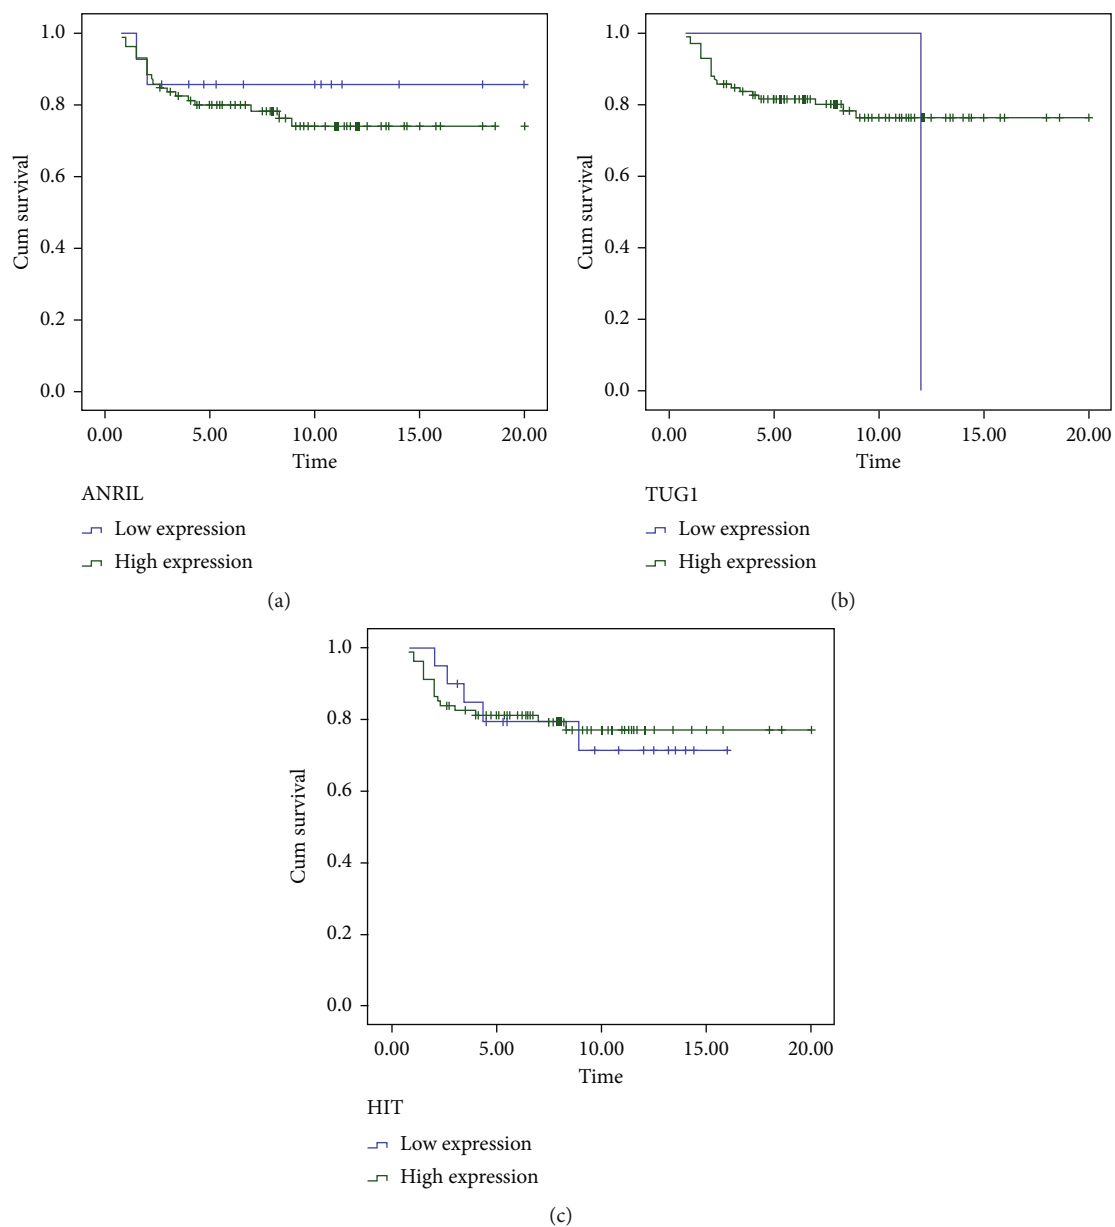 1.0
0.8
0.6
0.4
0.2
0.0
Cum survival
0.00 5.00 10.00 15.00 20.00
Time
ANRIL
Low expression
High expression
(a)
1.0
0.8
0.6
0.4
0.2
0.0
Cum survival
0.00 5.00 10.00 15.00 20.00
Time
TUG1
Low expression
High expression
(b)
1.0
0.8
0.6
0.4
0.2
0.0
Cum survival
0.00 5.00 10.00 15.00 20.00
Time
HIT
Low expression
High expression
(c)